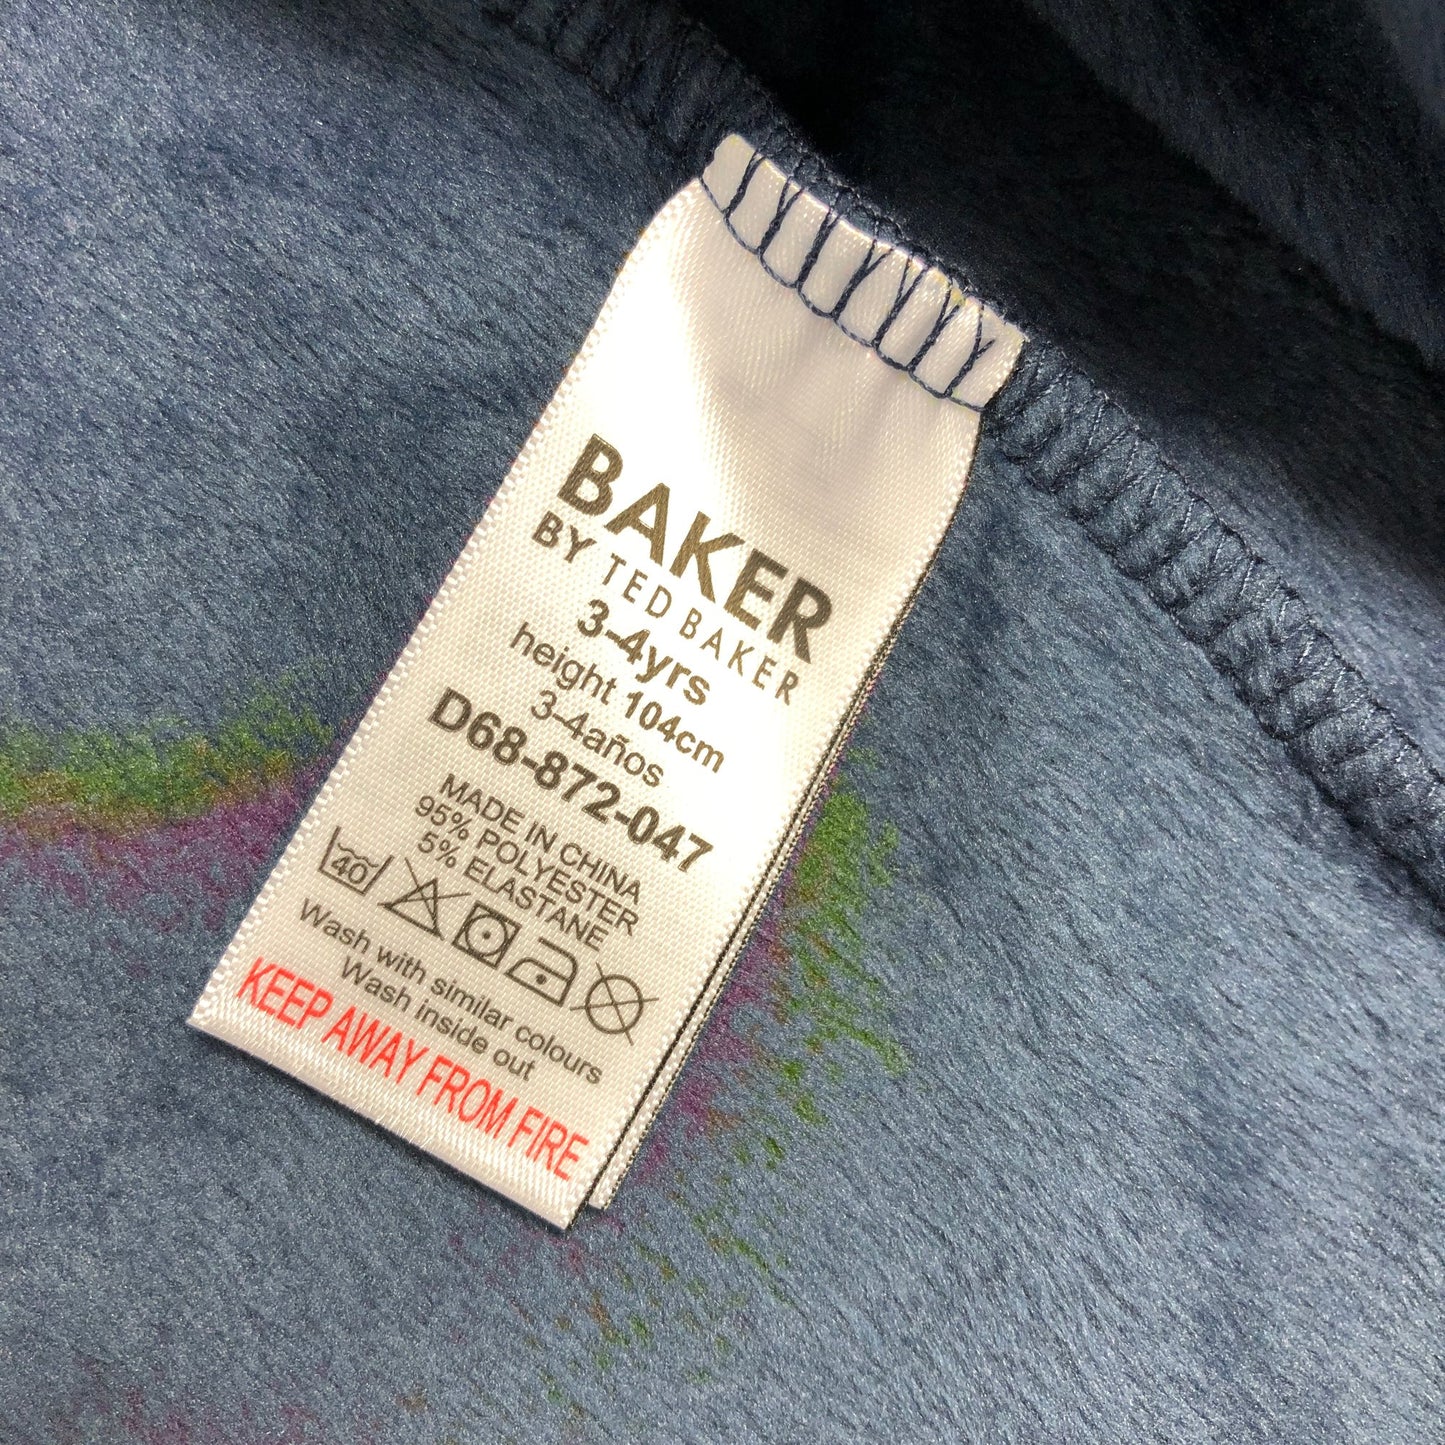 BAKER
BY TED BAKER
3-4yrs
height 104cm
3-4años
D68-872-047
MADE IN CHINA
95% POLYESTER
5% ELASTANE
40
Wash with similar colours
Wash inside out
KEEP AWAY FROM FIRE